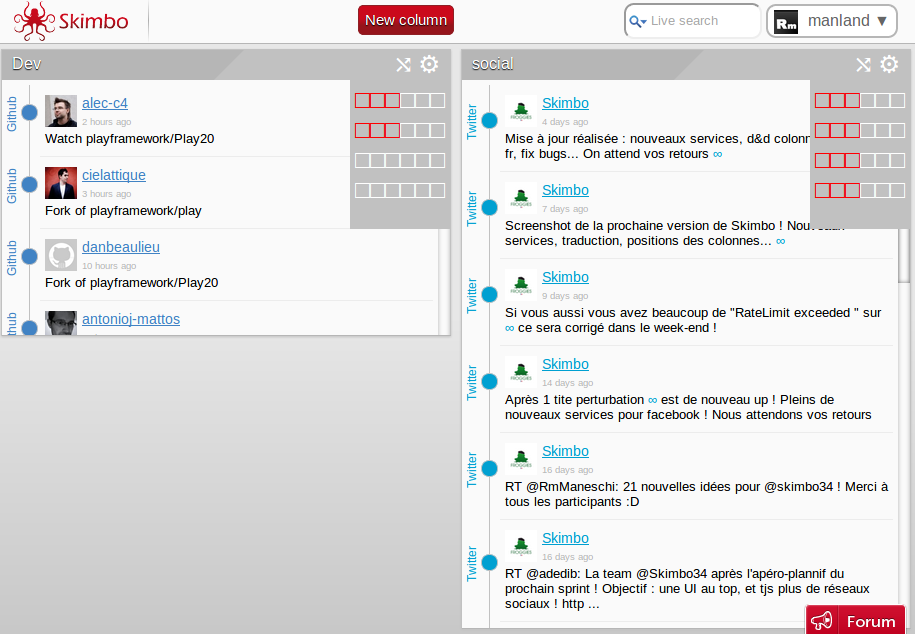 Skimbo
New column
Live search
manland ▼
Dev
Github
alec-c4
2 hours ago
Watch playframework/Play20
Github
cielattique
3 hours ago
Fork of playframework/play
Github
danbeaulieu
10 hours ago
Fork of playframework/Play20
antonioj-mattos
social
Twitter
Skimbo
4 days ago
Mise à jour réalisée : nouveaux services, d&d colonn
fr, fix bugs... On attend vos retours ∞
Twitter
Skimbo
7 days ago
Screenshot de la prochaine version de Skimbo ! Nouveaux
services, traduction, positions des colonnes... ∞
Twitter
Skimbo
9 days ago
Si vous aussi vous avez beaucoup de "RateLimit exceeded " sur
∞ ce sera corrigé dans le week-end !
Twitter
Skimbo
14 days ago
Après 1 tite perturbation ∞ est de nouveau up ! Pleins de
nouveaux services pour facebook ! Nous attendons vos retours
Twitter
Skimbo
16 days ago
RT @RmManeschi: 21 nouvelles idées pour @skimbo34 ! Merci à
tous les participants :D
Twitter
Skimbo
16 days ago
RT @adedib: La team @Skimbo34 après l'apéro-plannif du
prochain sprint ! Objectif : une UI au top, et tjs plus de réseaux
sociaux ! http ...
Forum